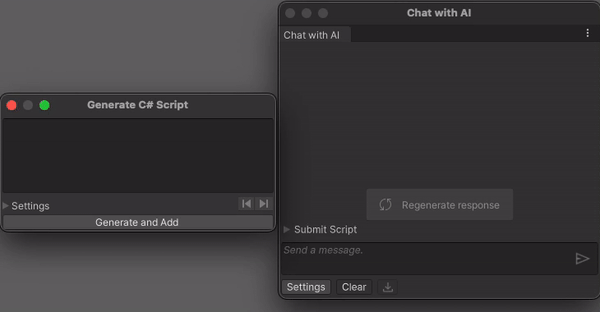 Generate C# Script
Settings
Generate and Add
Chat with AI
Chat with AI
Regenerate response
Submit Script
Send a message.
Settings
Clear